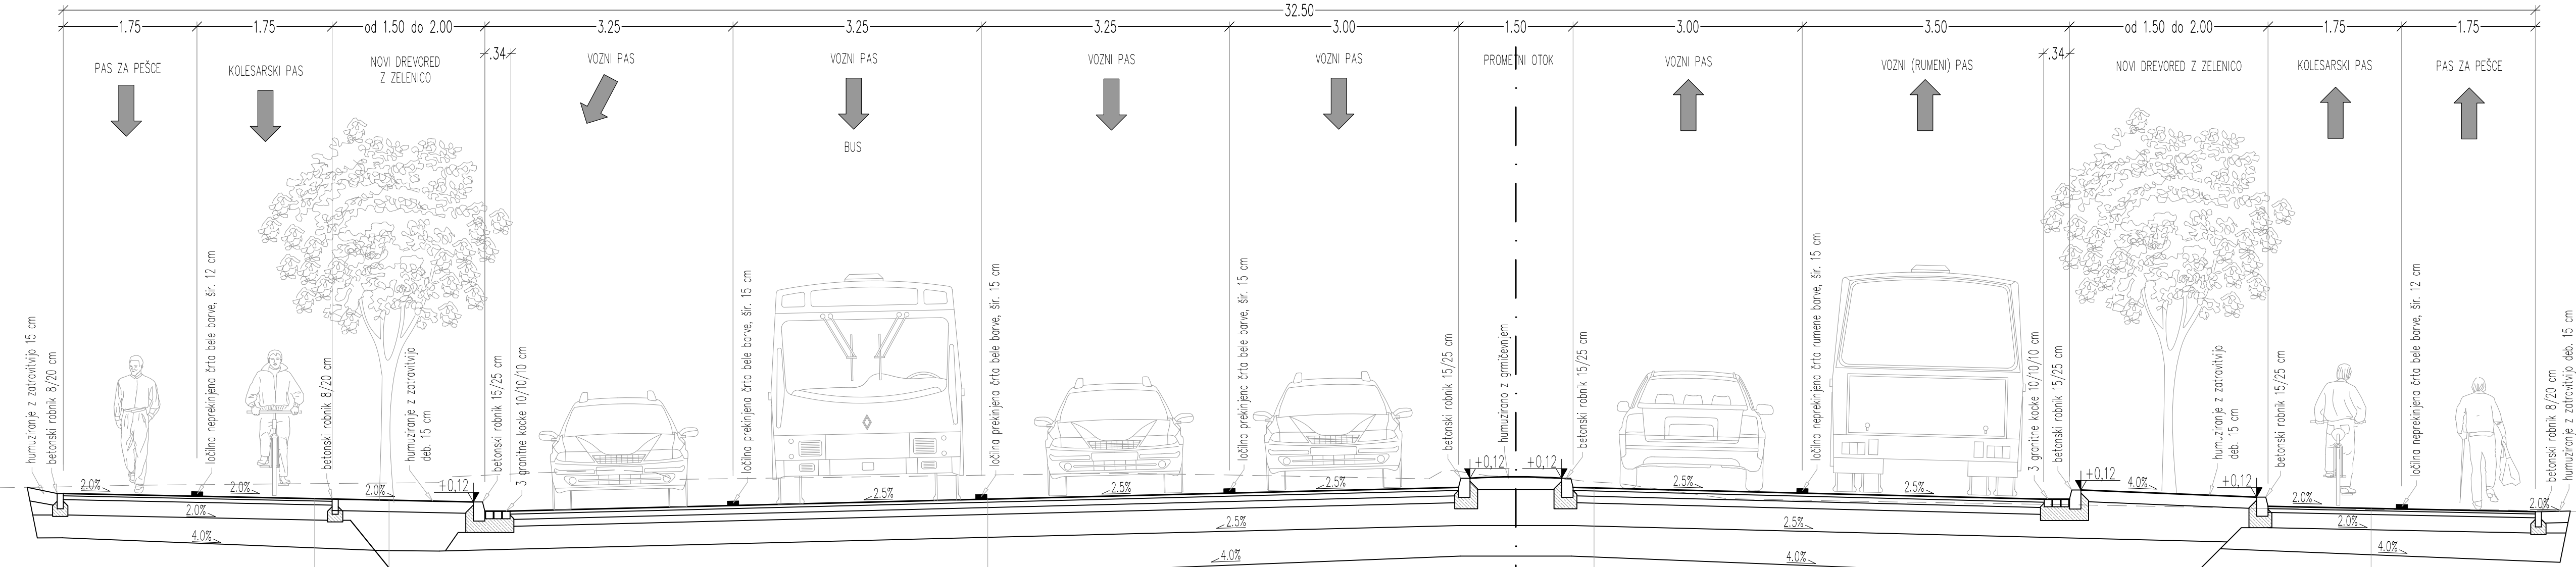 32.50
1.75
1.75
od 1.50 do 2.00
3.25
3.25
3.25
3.00
1.50
3.00
3.50
od 1.50 do 2.00
1.75
1.75
.34
.34
PAS ZA PEŠCE
KOLESARSKI PAS
NOVI DREVORED
Z ZELENICO
VOZNI PAS
VOZNI PAS
BUS
VOZNI PAS
VOZNI PAS
PROMETNI OTOK
VOZNI PAS
VOZNI (RUMENI) PAS
NOVI DREVORED Z ZELENICO
KOLESARSKI PAS
PAS ZA PEŠCE
humuziranje z zatravitvijo 15 cm
betonski robnik 8/20 cm
ločilna neprekinjena črta bele barve, šir. 12 cm
betonski robnik 8/20 cm
humuziranje z zatravitvijo
deb. 15 cm
betonski robnik 15/25 cm
3 granitne kocke 10/10/10 cm
ločilna prekinjena črta bele barve, šir. 15 cm
ločilna prekinjena črta bele barve, šir. 15 cm
ločilna prekinjena črta bele barve, šir. 15 cm
betonski robnik 15/25 cm
humuzirano z grmičevnjem
betonski robnik 15/25 cm
ločilna neprekinjena črta rumene barve, šir. 15 cm
3 granitne kocke 10/10/10 cm
betonski robnik 15/25 cm
humuziranje z zatravitvijo
deb. 15 cm
betonski robnik 15/25 cm
ločilna neprekinjena črta bele barve, šir. 12 cm
betonski robnik 8/20 cm
humuziranje z zatravitvijo deb. 15 cm
2.0%
2.0%
2.0%
+0,12
2.5%
2.5%
2.5%
+0,12
+0,12
2.5%
2.5%
+0,12
4.0%
+0,12
2.0%
2.0%
2.0%
2.5%
2.5%
2.0%
4.0%
4.0%
4.0%
4.0%